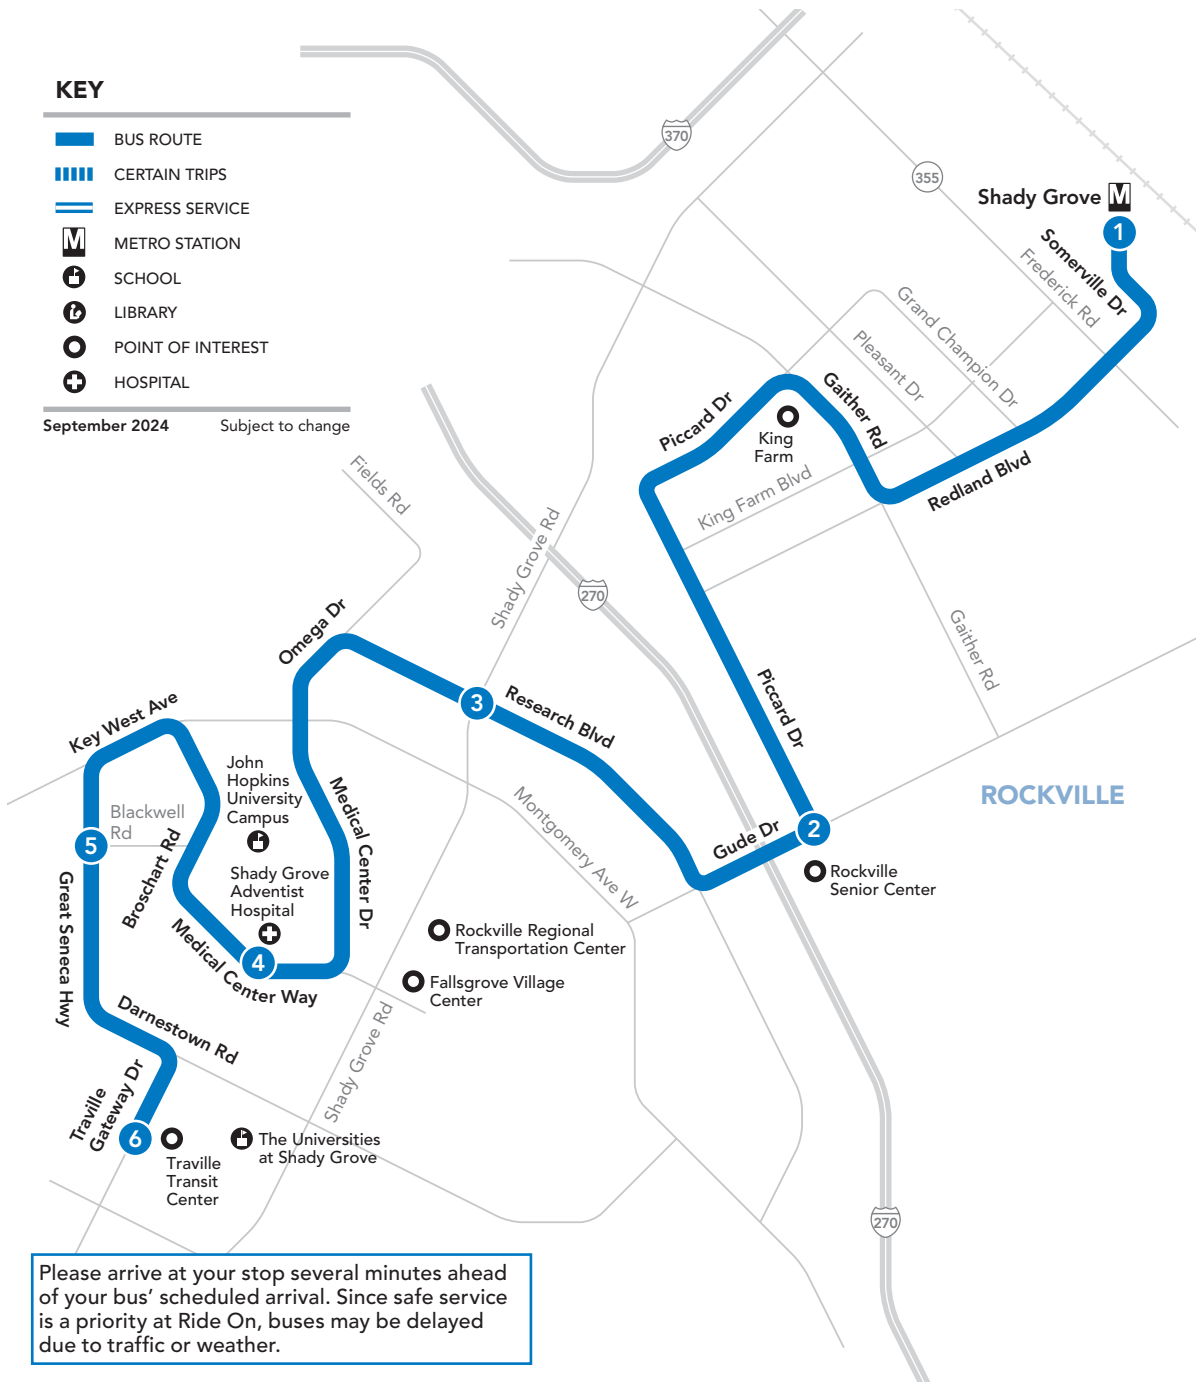 KEY
BUS ROUTE
CERTAIN TRIPS
EXPRESS SERVICE
M
METRO STATION
SCHOOL
LIBRARY
POINT OF INTEREST
HOSPITAL
September 2024
Subject to change
370
355
Shady Grove M
1
Somerville Dr
Frederick Rd
Grand Champion Dr
Pleasant Dr
Gaither Rd
Piccard Dr
King
Farm
King Farm Blvd
Redland Blvd
Fields Rd
Shady Grove Rd
270
Gaither Rd
Omega Dr
Piccard Dr
3
Research Blvd
Key West Ave
John
Hopkins
University
Campus
Blackwell
Rd
Medical Center Dr
Montgomery Ave W
ROCKVILLE
2
Gude Dr
5
Broschart Rd
Shady Grove
Adventist
Hospital
Rockville
Senior Center
Great Seneca Hwy
4
Medical Center Way
Rockville Regional
Transportation Center
Fallsgrove Village
Center
Darnestown Rd
Shady Grove Rd
Traville
Gateway Dr
6
Traville
Transit
Center
The Universities
at Shady Grove
270
Please arrive at your stop several minutes ahead
of your bus’ scheduled arrival. Since safe service
is a priority at Ride On, buses may be delayed
due to traffic or weather.